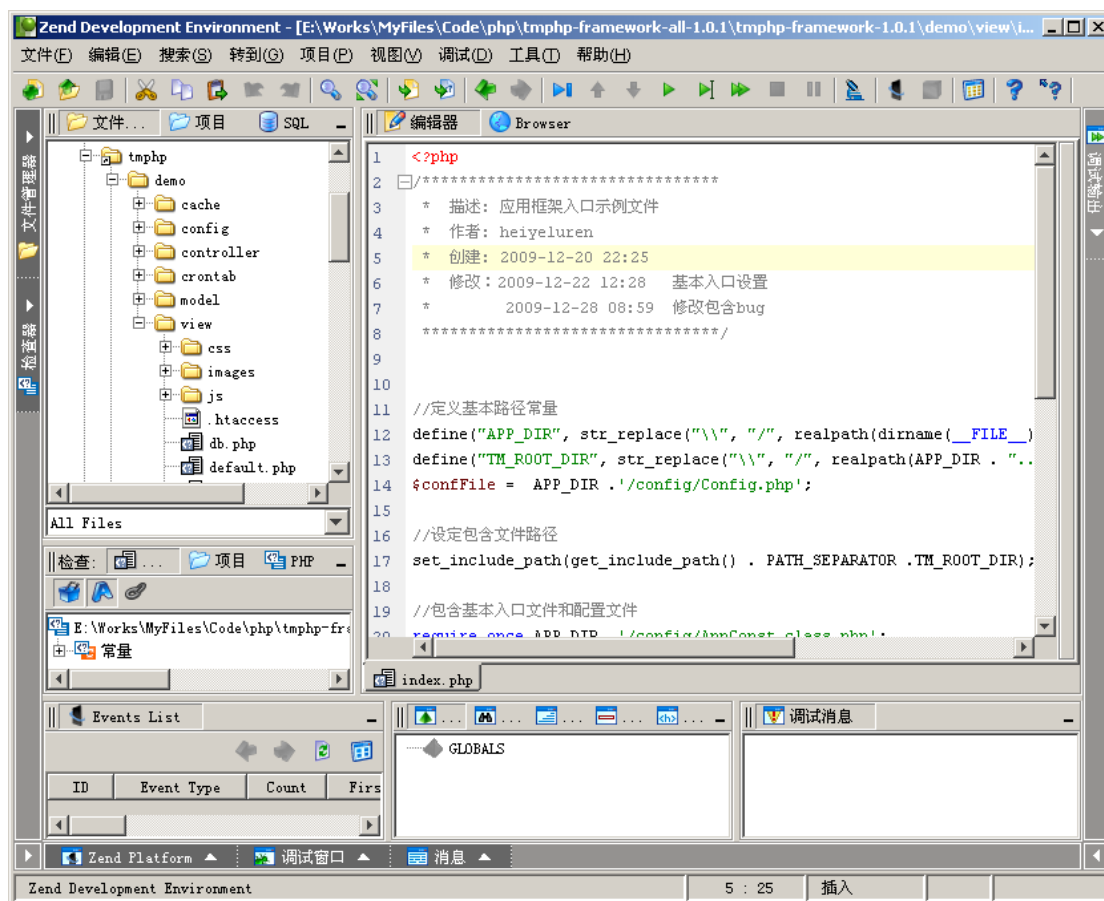 Zend Development Environment - [E:\Works\MyFiles\Code\php\tmphp-framework-all-1.0.1\tmphp-framework-1.0.1\demo\view\i...
文件(F) 编辑(E) 搜索(S) 转到(G) 项目(P) 视图(V) 调试(D) 工具(T) 帮助(H)
文件... 项目 SQL
编辑器 Browser
文件管理器
检查器
调试输出
tmphp
demo
cache
config
controller
crontab
model
view
css
images
js
.htaccess
db.php
default.php
All Files
检查: ... 项目 PHP
E:\Works\MyFiles\Code\php\tmphp-fra
常量
1 <?php
2 /********************************
3 * 描述: 应用框架入口示例文件
4 * 作者: heiyeluren
5 * 创建: 2009-12-20 22:25
6 * 修改：2009-12-22 12:28 基本入口设置
7 * 2009-12-28 08:59 修改包含bug
8 ********************************/
9
10
11 //定义基本路径常量
12 define("APP_DIR", str_replace("\\", "/", realpath(dirname(__FILE__)
13 define("TM_ROOT_DIR", str_replace("\\", "/", realpath(APP_DIR . "..
14 $confFile = APP_DIR .'/config/Config.php';
15
16 //设定包含文件路径
17 set_include_path(get_include_path() . PATH_SEPARATOR .TM_ROOT_DIR);
18
19 //包含基本入口文件和配置文件
20 require_once APP_DIR .'/config/AppConst.class.php';
index.php
Events List
ID Event Type Count Firs
... ... ... ... ...
GLOBALS
调试消息
Zend Platform 调试窗口 消息
Zend Development Environment 5 : 25 插入